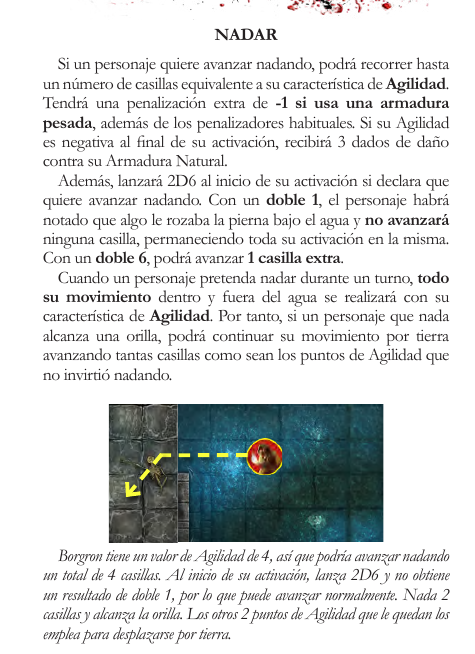 NADAR
Si un personaje quiere avanzar nadando, podrá recorrer hasta
un número de casillas equivalente a su característica de Agilidad.
Tendrá una penalización extra de -1 si usa una armadura
pesada, además de los penalizadores habituales. Si su Agilidad
es negativa al final de su activación, recibirá 3 dados de daño
contra su Armadura Natural.
Además, lanzará 2D6 al inicio de su activación si declara que
quiere avanzar nadando. Con un doble 1, el personaje habrá
notado que algo le rozaba la pierna bajo el agua y no avanzará
ninguna casilla, permaneciendo toda su activación en la misma.
Con un doble 6, podrá avanzar 1 casilla extra.
Cuando un personaje pretenda nadar durante un turno, todo
su movimiento dentro y fuera del agua se realizará con su
característica de Agilidad. Por tanto, si un personaje que nada
alcanza una orilla, podrá continuar su movimiento por tierra
avanzando tantas casillas como sean los puntos de Agilidad que
no invirtió nadando.
Borgron tiene un valor de Agilidad de 4, así que podría avanzar nadando
un total de 4 casillas. Al inicio de su activación, lanza 2D6 y no obtiene
un resultado de doble 1, por lo que puede avanzar normalmente. Nada 2
casillas y alcanza la orilla. Los otros 2 puntos de Agilidad que le quedan los
emplea para desplazarse por tierra.